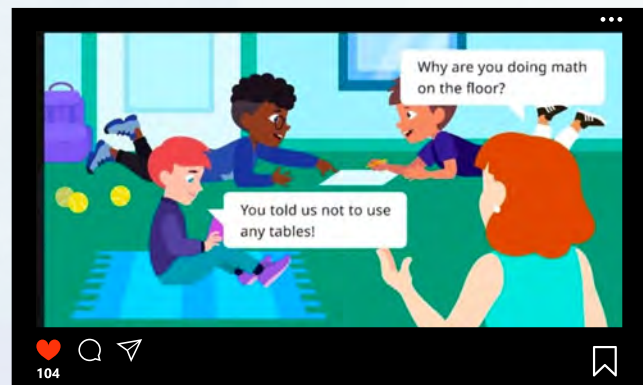 Why are you doing math
on the floor?
You told us not to use
any tables!
104